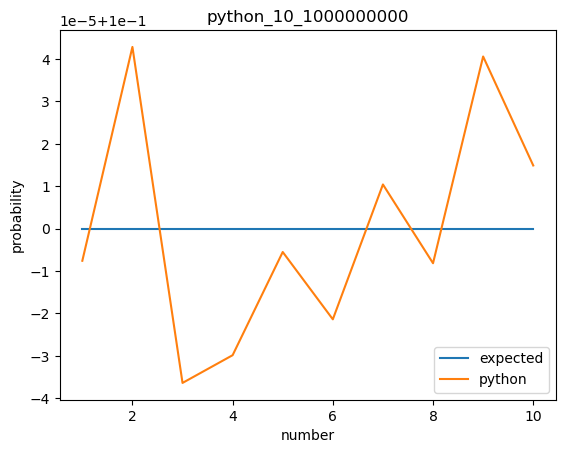 python_10_1000000000
1e−5+1e−1
4
3
2
1
0
−1
−2
−3
−4
probability
2
4
6
8
10
number
expected
python